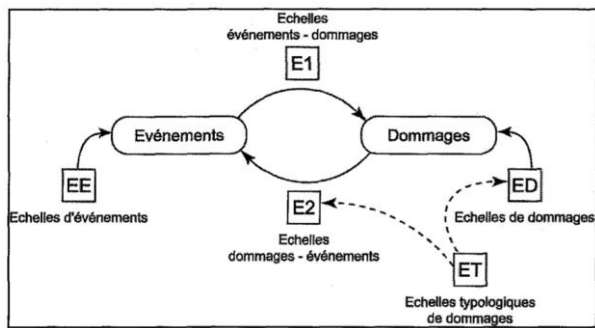 Echelles
événements - dommages
E1
Evénements
Dommages
EE
Echelles d'événements
E2
Echelles
dommages - événements
ED
Echelles de dommages
ET
Echelles typologiques
de dommages